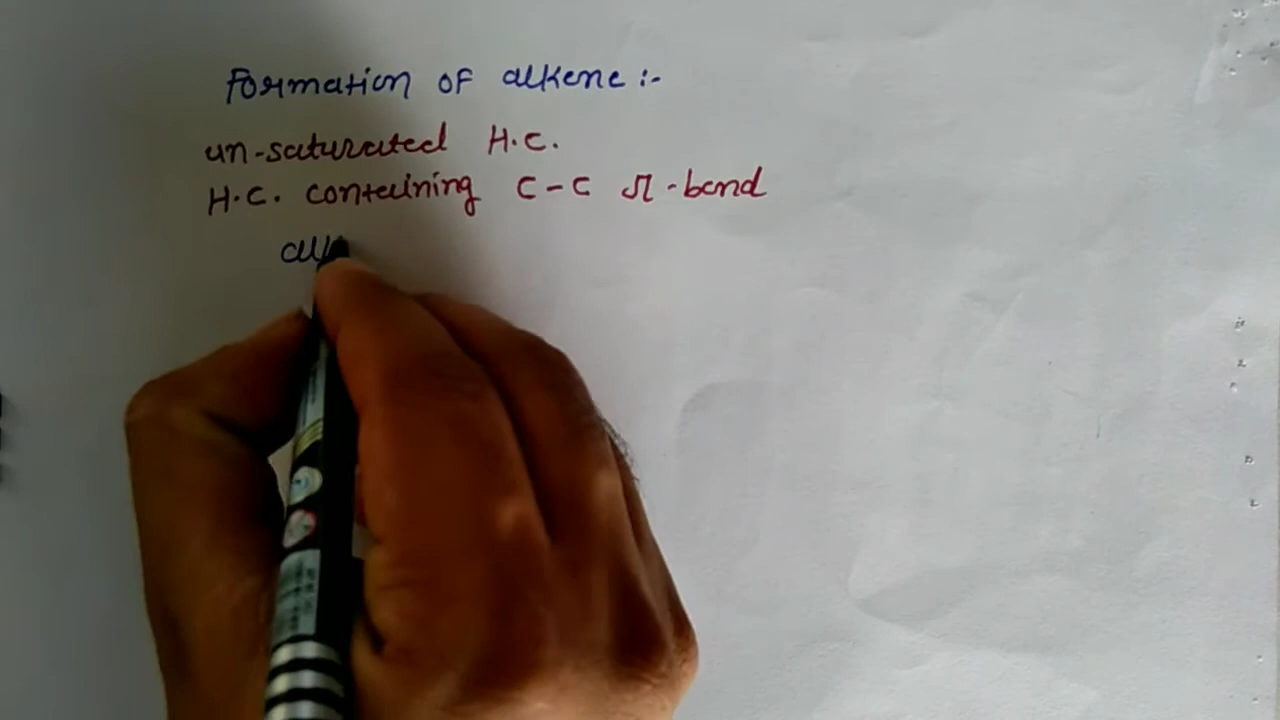 Formation of alkene :-
un-saturated H.C.
H.C. containing C-C π-bond